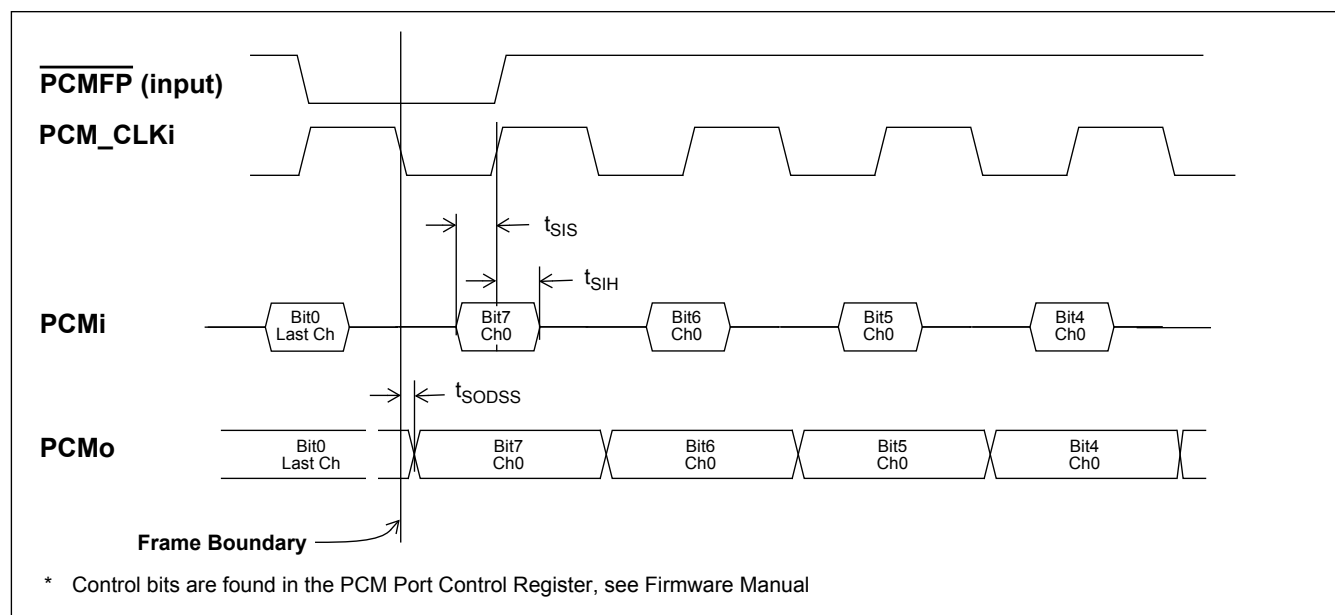 PCMFP (input)
PCM_CLKi
tSIS
tSIH
PCMi
Bit0
Last Ch
Bit7
Ch0
Bit6
Ch0
Bit5
Ch0
Bit4
Ch0
tSODSS
PCMo
Bit0
Last Ch
Bit7
Ch0
Bit6
Ch0
Bit5
Ch0
Bit4
Ch0
Frame Boundary
* Control bits are found in the PCM Port Control Register, see Firmware Manual